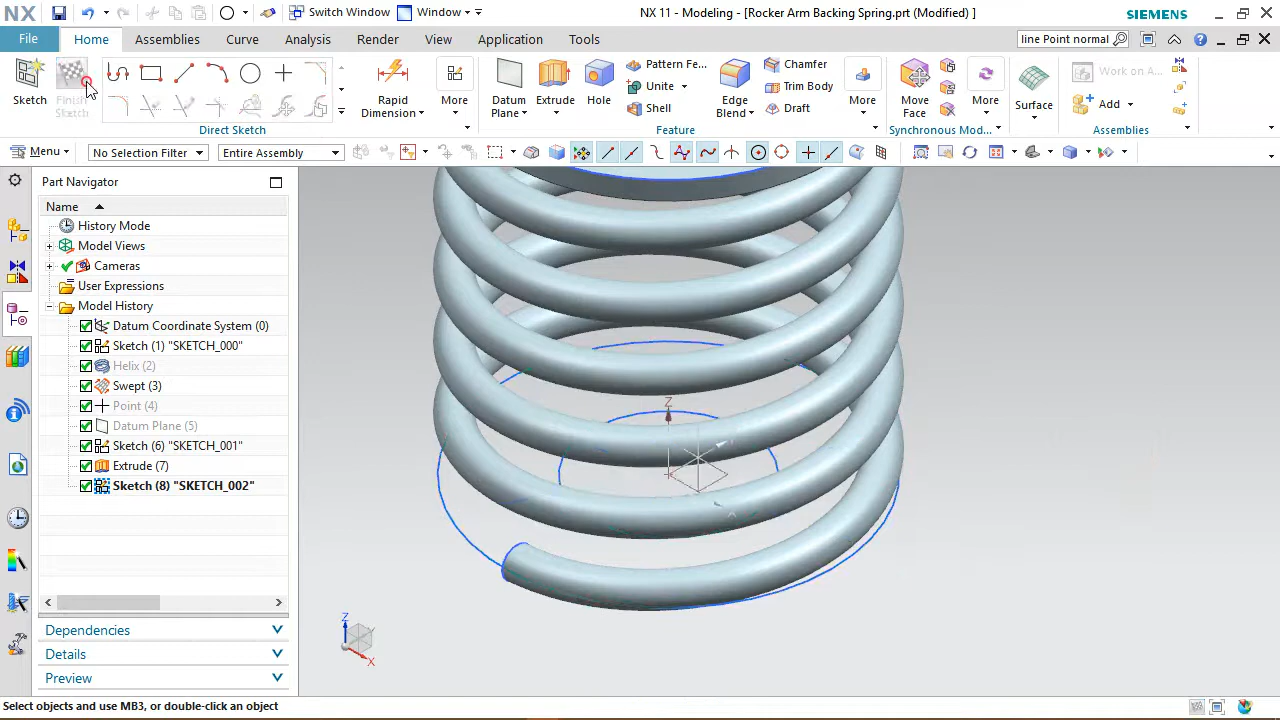 NX
Switch Window
Window
NX 11 - Modeling - [Rocker Arm Backing Spring.prt (Modified) ]
SIEMENS
File
Home
Assemblies
Curve
Analysis
Render
View
Application
Tools
line Point normal
Sketch
Finish
Sketch
Direct Sketch
Rapid
Dimension
More
Datum
Plane
Extrude
Hole
Pattern Fe...
Unite
Shell
Edge
Blend
Chamfer
Trim Body
Draft
More
Feature
Move
Face
More
Synchronous Mod...
Surface
Work on A...
Add
Assemblies
Menu
No Selection Filter
Entire Assembly
Part Navigator
Name
History Mode
Model Views
Cameras
User Expressions
Model History
Datum Coordinate System (0)
Sketch (1) "SKETCH_000"
Helix (2)
Swept (3)
Point (4)
Datum Plane (5)
Sketch (6) "SKETCH_001"
Extrude (7)
Sketch (8) "SKETCH_002"
Dependencies
Details
Preview
Z
Z
Y
X
Select objects and use MB3, or double-click an object